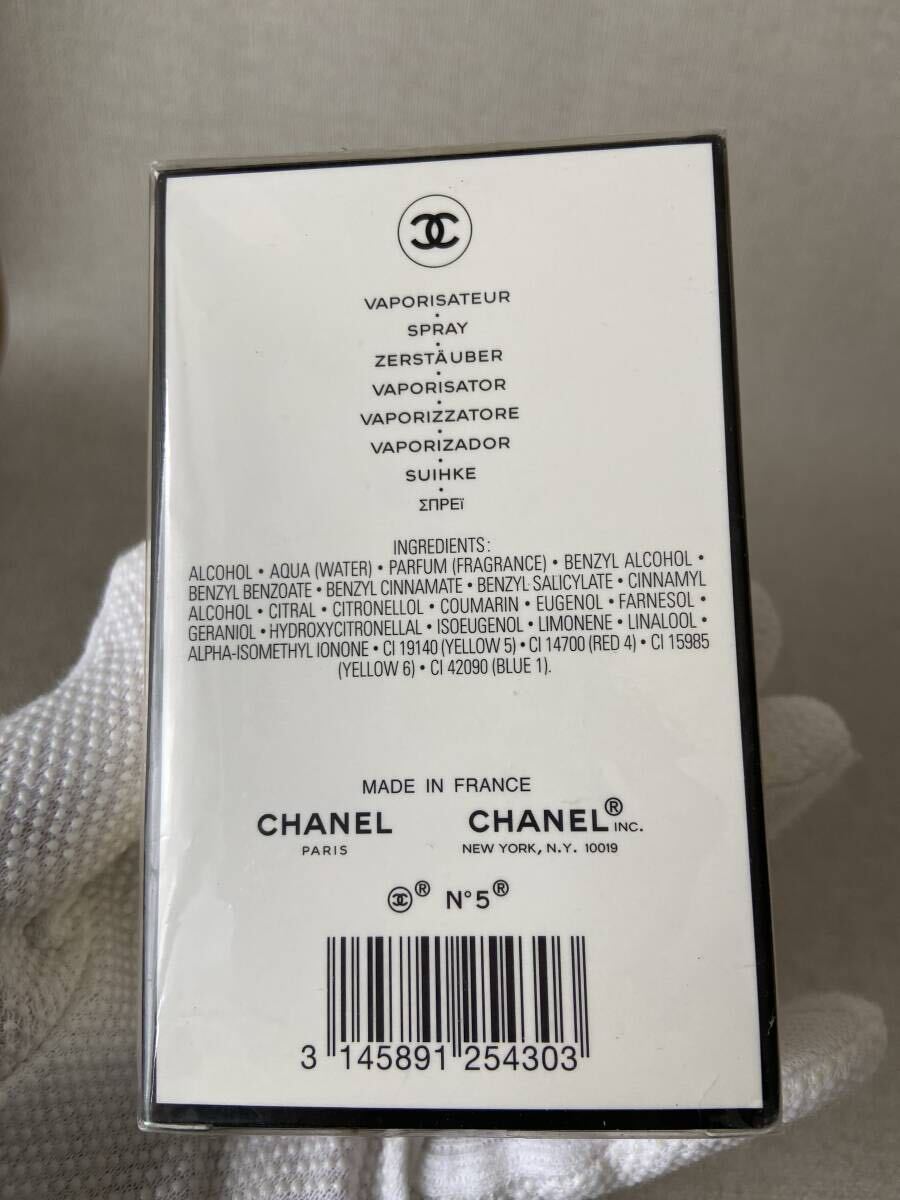 VAPORISATEUR
•
SPRAY
•
ZERSTÄUBER
•
VAPORISATOR
•
VAPORIZZATORE
•
VAPORIZADOR
•
SUIHKE
•
ΣΠΡΕϊ
INGREDIENTS:
ALCOHOL • AQUA (WATER) • PARFUM (FRAGRANCE) • BENZYL ALCOHOL •
BENZYL BENZOATE • BENZYL CINNAMATE • BENZYL SALICYLATE • CINNAMYL
ALCOHOL • CITRAL • CITRONELLOL • COUMARIN • EUGENOL • FARNESOL •
GERANIOL • HYDROXYCITRONELLAL • ISOEUGENOL • LIMONENE • LINALOOL •
ALPHA-ISOMETHYL IONONE • CI 19140 (YELLOW 5) • CI 14700 (RED 4) • CI 15985
(YELLOW 6) • CI 42090 (BLUE 1).
MADE IN FRANCE
CHANEL CHANEL® INC.
PARIS NEW YORK, N.Y. 10019
® N°5®
3 145891 254303